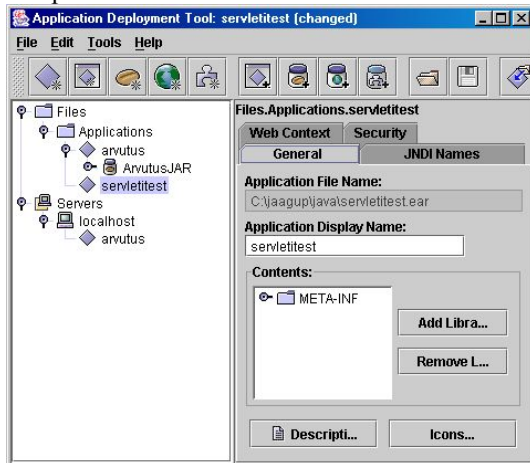 Application Deployment Tool: servletitest (changed)
File Edit Tools Help
Files
Applications
arvutus
ArvutusJAR
servletitest
Servers
localhost
arvutus
Files.Applications.servletitest
Web Context Security
General JNDI Names
Application File Name:
C:\jaagup\java\servletitest.ear
Application Display Name:
servletitest
Contents:
META-INF
Add Libra...
Remove L...
Descripti... Icons...